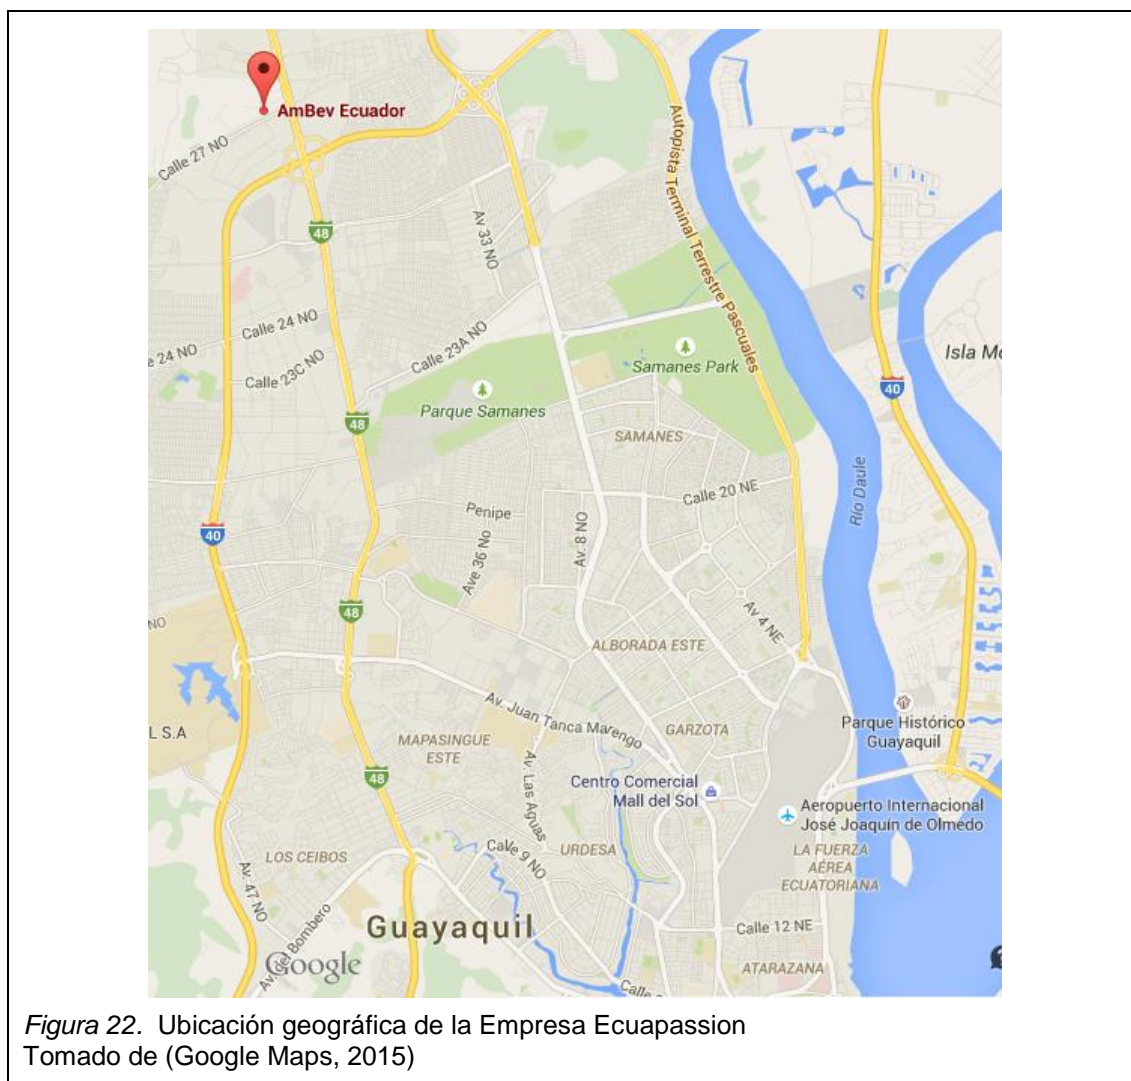 AmBev Ecuador
Calle 27 NO
Autopista Terminal Terrestre Pascuales
Av 33 NO
48
Calle 24 NO
Calle 23A NO
e 24 NO
Calle 23C NO
Isla Mo
Samanes Park
40
Parque Samanes
48
SAMANES
Calle 20 NE
Río Daule
Penipe
40
Av. 8 NO
Ave 36 No
48
Av 4 NE
NO
ALBORADA ESTE
Av. Juan Tanca Marengo
Parque Histórico
Guayaquil
GARZOTA
L S.A
MAPASINGUE
ESTE
48
Av. Las Aguas
Centro Comercial
Mall del Sol
Aeropuerto Internacional
José Joaquín de Olmedo
LOS CEIBOS
Calle 9 NO
URDESA
LA FUERZA
AÉREA
ECUATORIANA
Av. 47 NO
Guayaquil
Calle 12 NE
Av. del Bombero
Google
ATARAZANA
Calle
Figura 22. Ubicación geográfica de la Empresa Ecuapassion
Tomado de (Google Maps, 2015)